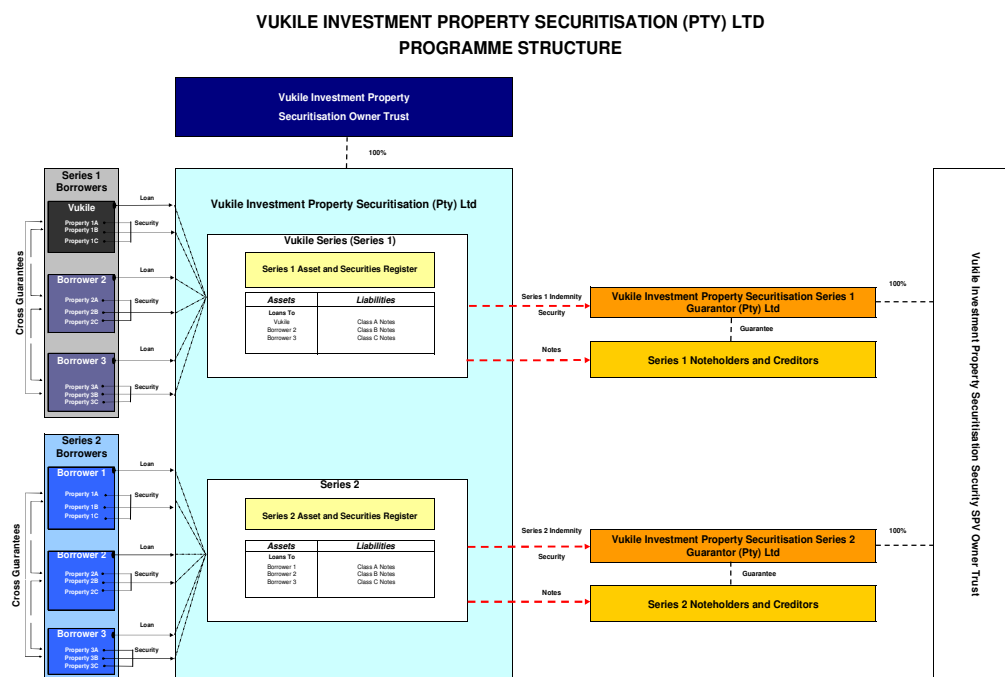 VUKILE INVESTMENT PROPERTY SECURITISATION (PTY) LTD
PROGRAMME STRUCTURE
Vukile Investment Property
Securitisation Owner Trust
100%
Series 1
Borrowers
Vukile
Property 1A
Property 1B
Property 1C
Loan
Security
Borrower 2
Property 2A
Property 2B
Property 2C
Loan
Security
Borrower 3
Property 3A
Property 3B
Property 3C
Loan
Security
Cross Guarantees
Vukile Investment Property Securitisation (Pty) Ltd
Vukile Series (Series 1)
Series 1 Asset and Securities Register
Assets Liabilities
Loans To
Vukile Class A Notes
Borrower 2 Class B Notes
Borrower 3 Class C Notes
Series 1 Indemnity
Security
Notes
Vukile Investment Property Securitisation Series 1
Guarantor (Pty) Ltd
Guarantee
Series 1 Noteholders and Creditors
100%
Vukile Investment Property Securitisation Security SPV Owner Trust
Series 2
Borrowers
Borrower 1
Property 1A
Property 1B
Property 1C
Loan
Security
Borrower 2
Property 2A
Property 2B
Property 2C
Loan
Security
Borrower 3
Property 3A
Property 3B
Property 3C
Loan
Security
Cross Guarantees
Series 2
Series 2 Asset and Securities Register
Assets Liabilities
Loans To
Borrower 1 Class A Notes
Borrower 2 Class B Notes
Borrower 3 Class C Notes
Series 2 Indemnity
Security
Notes
Vukile Investment Property Securitisation Series 2
Guarantor (Pty) Ltd
Guarantee
Series 2 Noteholders and Creditors
100%